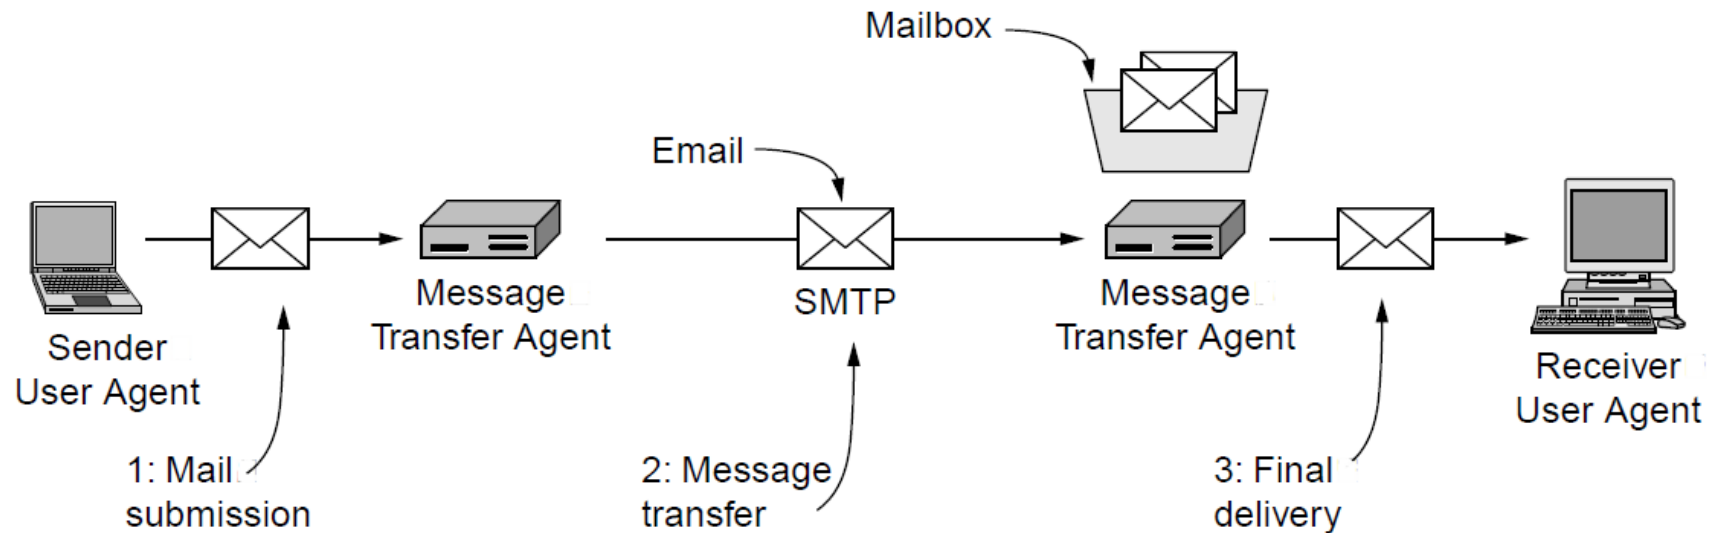 Mailbox
Email
Message
Transfer Agent
SMTP
Message
Transfer Agent
Sender
User Agent
Receiver
User Agent
1: Mail
submission
2: Message
transfer
3: Final
delivery